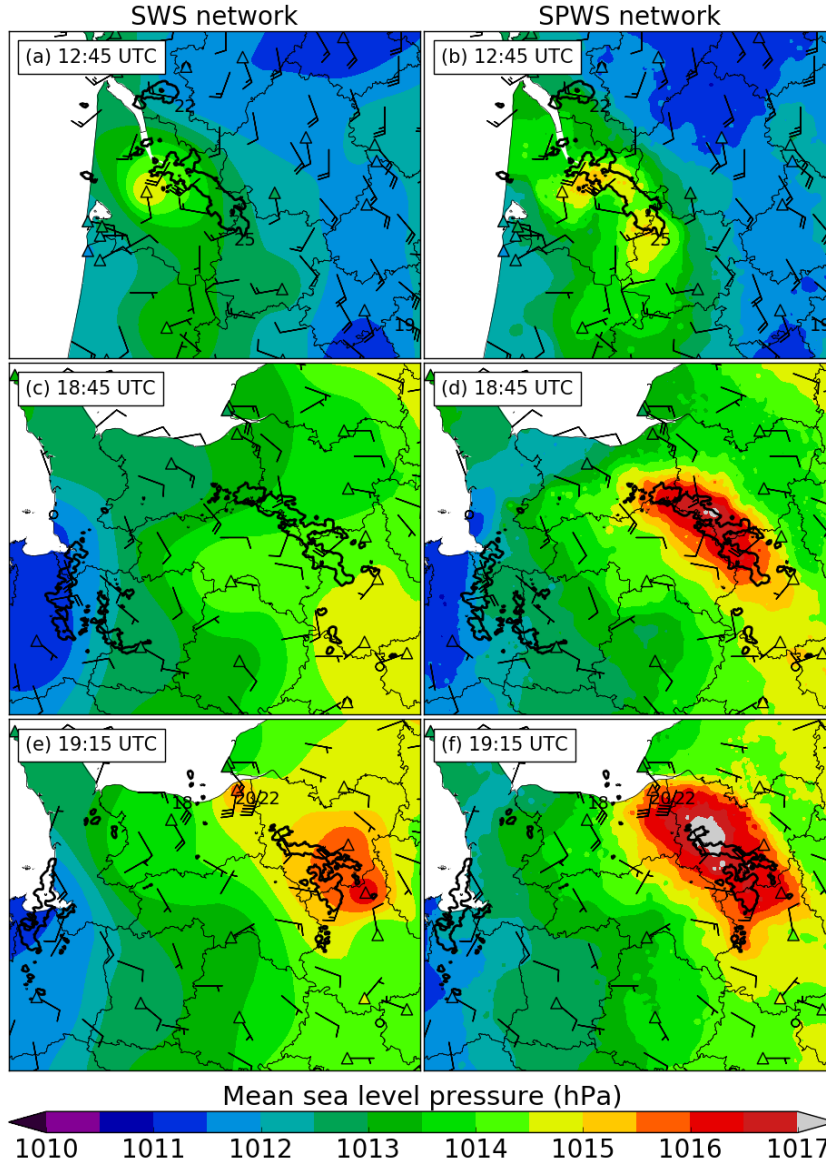 SWS network
SPWS network
(a) 12:45 UTC
22
25
19
(b) 12:45 UTC
22
25
19
(c) 18:45 UTC
(d) 18:45 UTC
(e) 19:15 UTC
18
20/22
(f) 19:15 UTC
18
20/22
Mean sea level pressure (hPa)
1010 1011 1012 1013 1014 1015 1016 1017